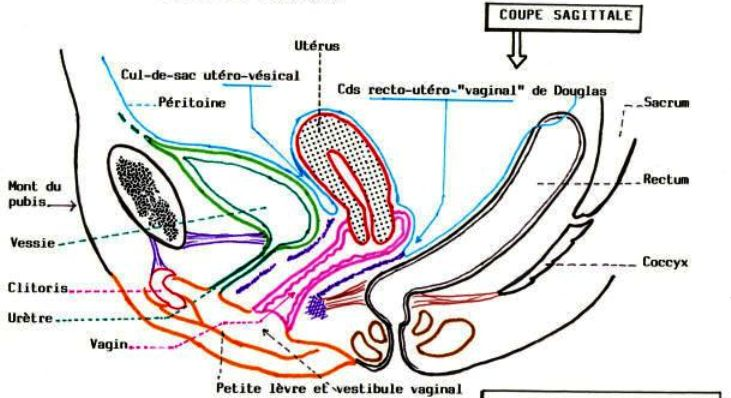 COUPE SAGITTALE
Utérus
Cul-de-sac utéro-vésical
Cds recto-utéro-"vaginal" de Douglas
Péritoine
Sacrum
Rectum
Mont du
pubis
Vessie
Coccyx
Clitoris
Urètre
Vagin
Petite lèvre et vestibule vaginal